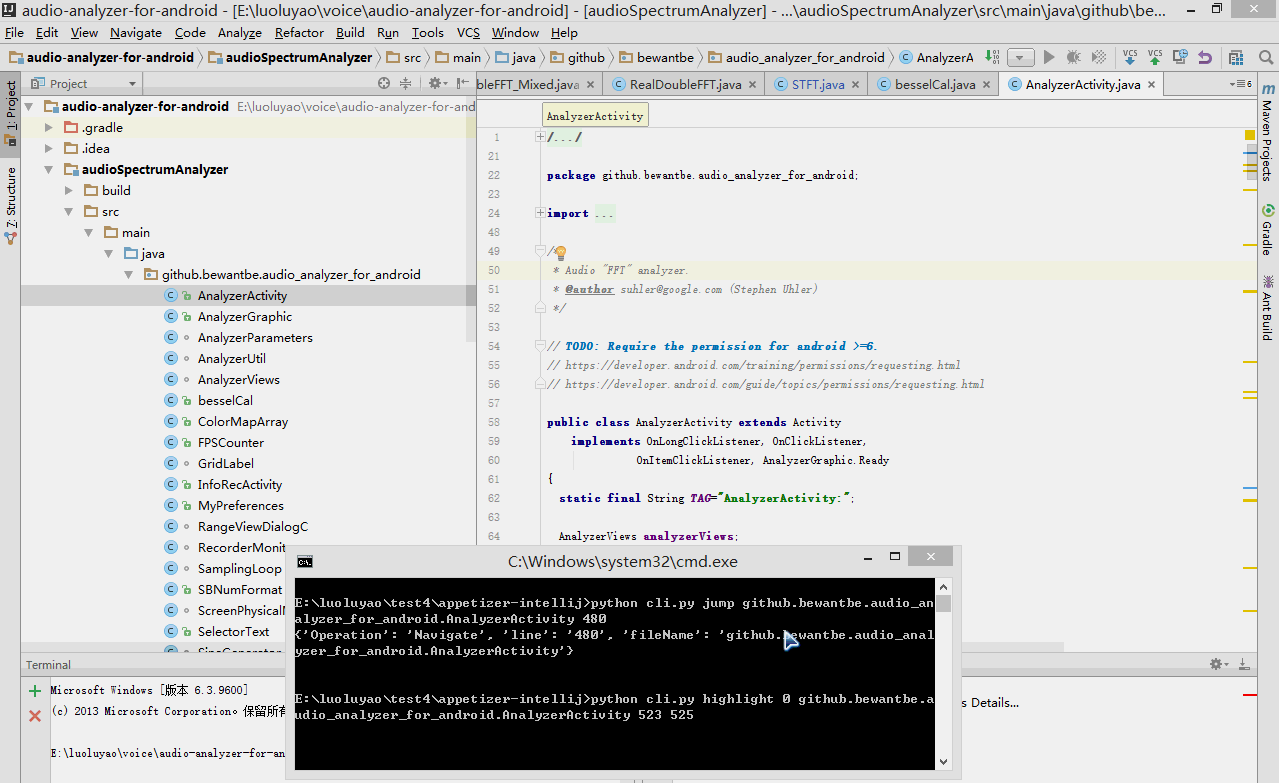 audio-analyzer-for-android - [E:\luoluyao\voice\audio-analyzer-for-android] - [audioSpectrumAnalyzer] - ...\audioSpectrumAnalyzer\src\main\java\github\be...
File Edit View Navigate Code Analyze Refactor Build Run Tools VCS Window Help
audio-analyzer-for-android audioSpectrumAnalyzer src main java github bewantbe audio_analyzer_for_android AnalyzerA VCS VCS
Project
bleFFT_Mixed.java RealDoubleFFT.java STFT.java besselCal.java AnalyzerActivity.java 6
1: Project
7: Structure
audio-analyzer-for-android E:\luoluyao\voice\audio-analyzer-for-and
.gradle
.idea
audioSpectrumAnalyzer
build
src
main
java
github.bewantbe.audio_analyzer_for_android
AnalyzerActivity
AnalyzerGraphic
AnalyzerParameters
AnalyzerUtil
AnalyzerViews
besselCal
ColorMapArray
FPSCounter
GridLabel
InfoRecActivity
MyPreferences
RangeViewDialogC
RecorderMonit
SamplingLoop
SBNumFormat
ScreenPhysicalM
SelectorText
AnalyzerActivity
1 /.../
21
22 package github.bewantbe.audio_analyzer_for_android;
23
24 import ...
48
49 /*
50 * Audio "FFT" analyzer.
51 * @author suhler@google.com (Stephen Uhler)
52 */
53
54 // TODO: Require the permission for android >=6.
55 // https://developer.android.com/training/permissions/requesting.html
56 // https://developer.android.com/guide/topics/permissions/requesting.html
57
58 public class AnalyzerActivity extends Activity
59 implements OnLongClickListener, OnClickListener,
60 OnItemClickListener, AnalyzerGraphic.Ready
61 {
62 static final String TAG="AnalyzerActivity:";
63
64 AnalyzerViews analyzerViews;
m Maven Projects
Gradle
Ant Build
Terminal
Microsoft Windows [版本 6.3.9600]
(c) 2013 Microsoft Corporation。保留所有
E:\luoluyao\voice\audio-analyzer-for-an
s Details...
C:\Windows\system32\cmd.exe
E:\luoluyao\test4\appetizer-intellij>python cli.py jump github.bewantbe.audio_an
alyzer_for_android.AnalyzerActivity 480
{'Operation': 'Navigate', 'line': '480', 'fileName': 'github.bewantbe.audio_anal
yzer_for_android.AnalyzerActivity'}
E:\luoluyao\test4\appetizer-intellij>python cli.py highlight 0 github.bewantbe.a
udio_analyzer_for_android.AnalyzerActivity 523 525